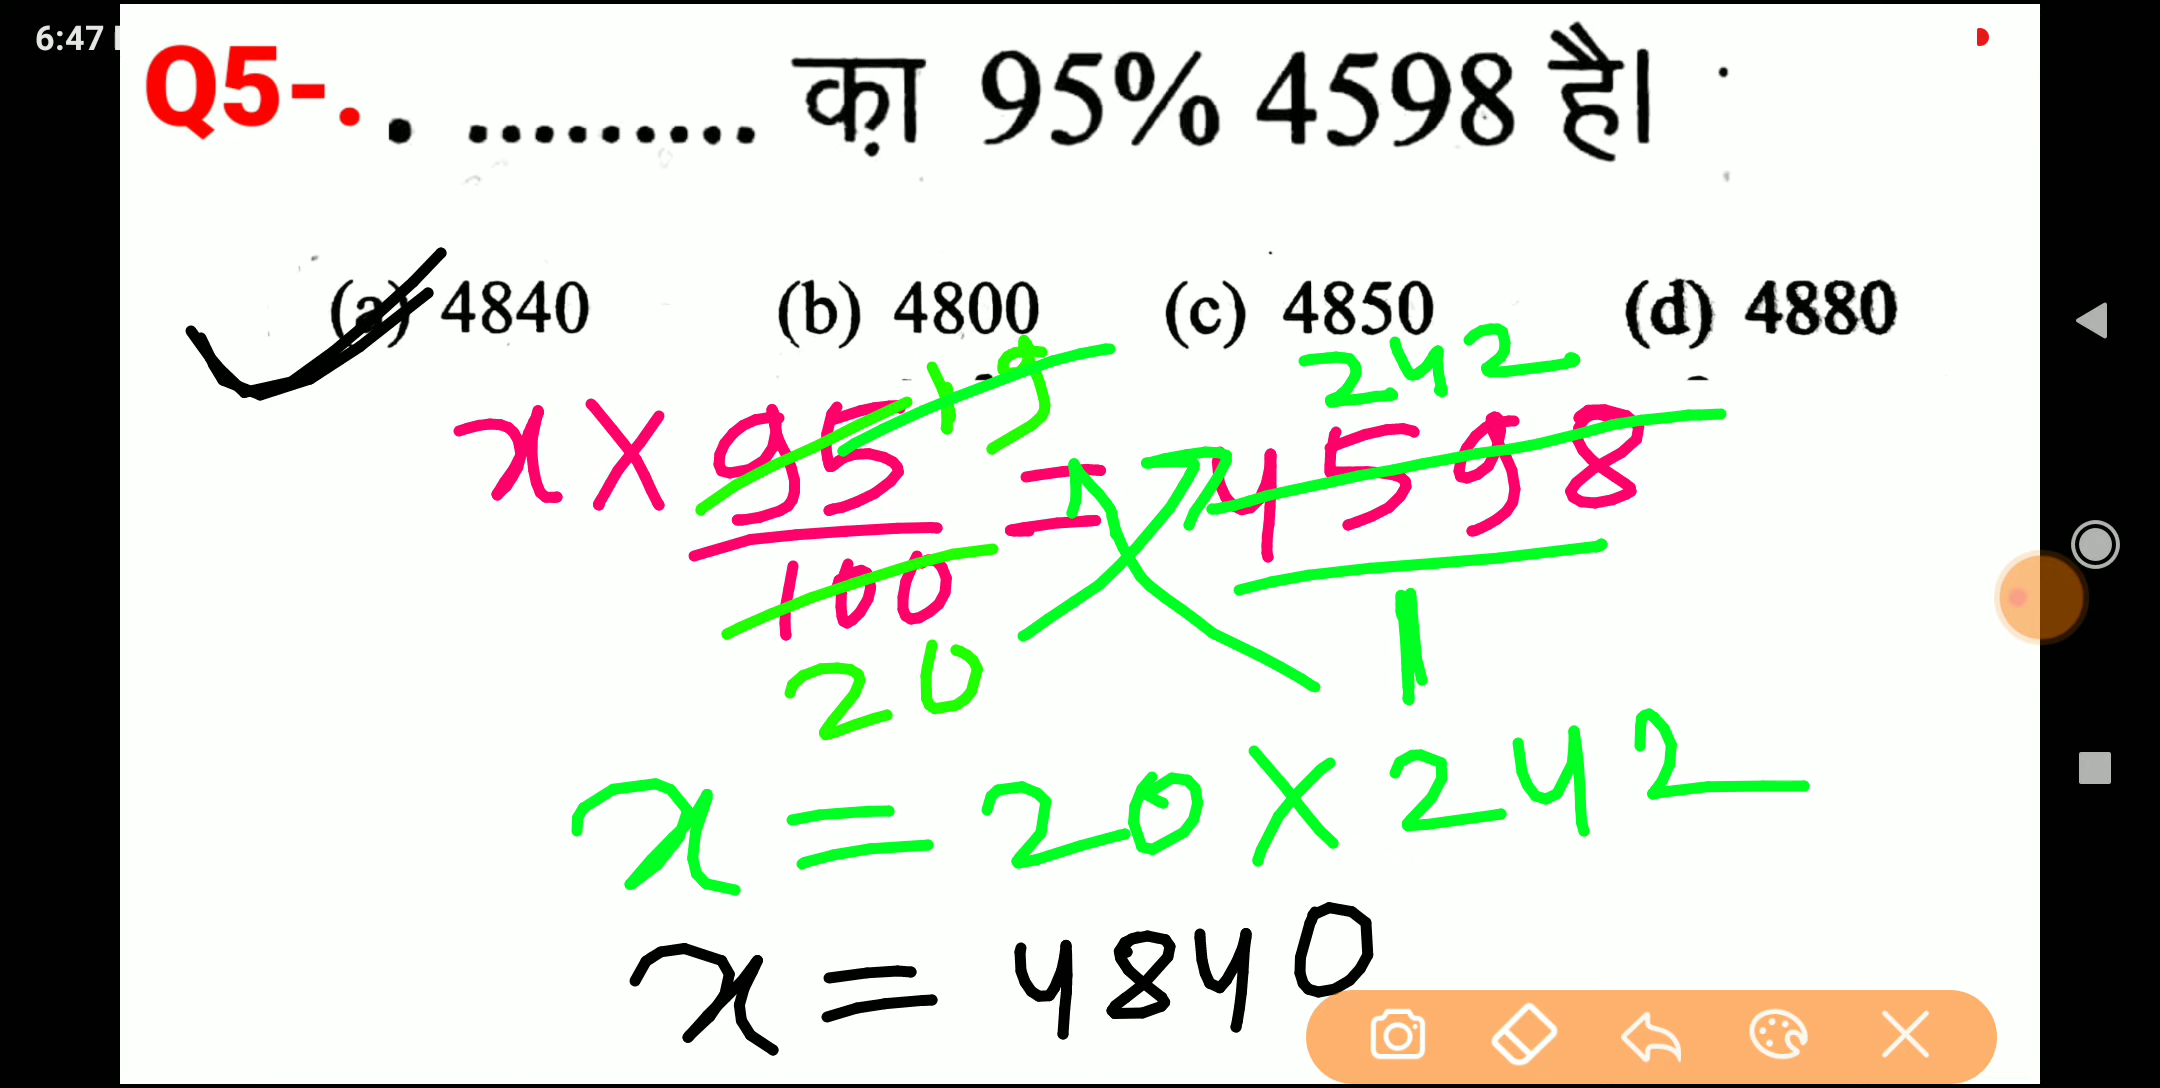 6:47
Q5-. . ......... का 95% 4598 है।
(a) 4840 (b) 4800 (c) 4850 (d) 4880
19 242
x × 95 = 4598
100 1
20
x = 20 × 242
x = 4840